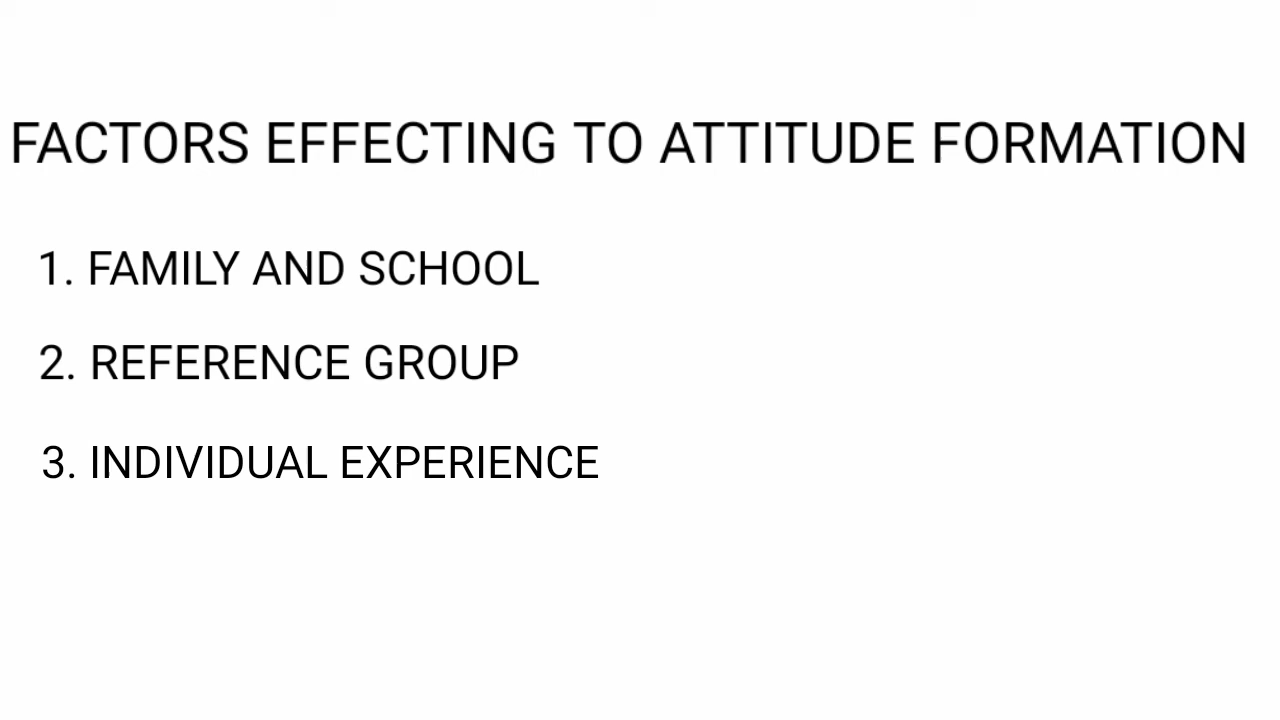 FACTORS EFFECTING TO ATTITUDE FORMATION
1. FAMILY AND SCHOOL
2. REFERENCE GROUP
3. INDIVIDUAL EXPERIENCE